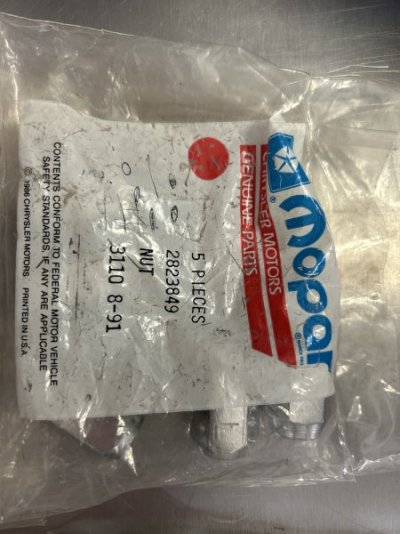 Mopar
CHRYSLER MOTORS
GENUINE PARTS
5 PIECES
2823849
NUT
3110 8-91
CONTENTS CONFORM TO FEDERAL MOTOR VEHICLE
SAFETY STANDARDS, IF ANY ARE APPLICABLE
© 1986 CHRYSLER MOTORS PRINTED IN U.S.A.